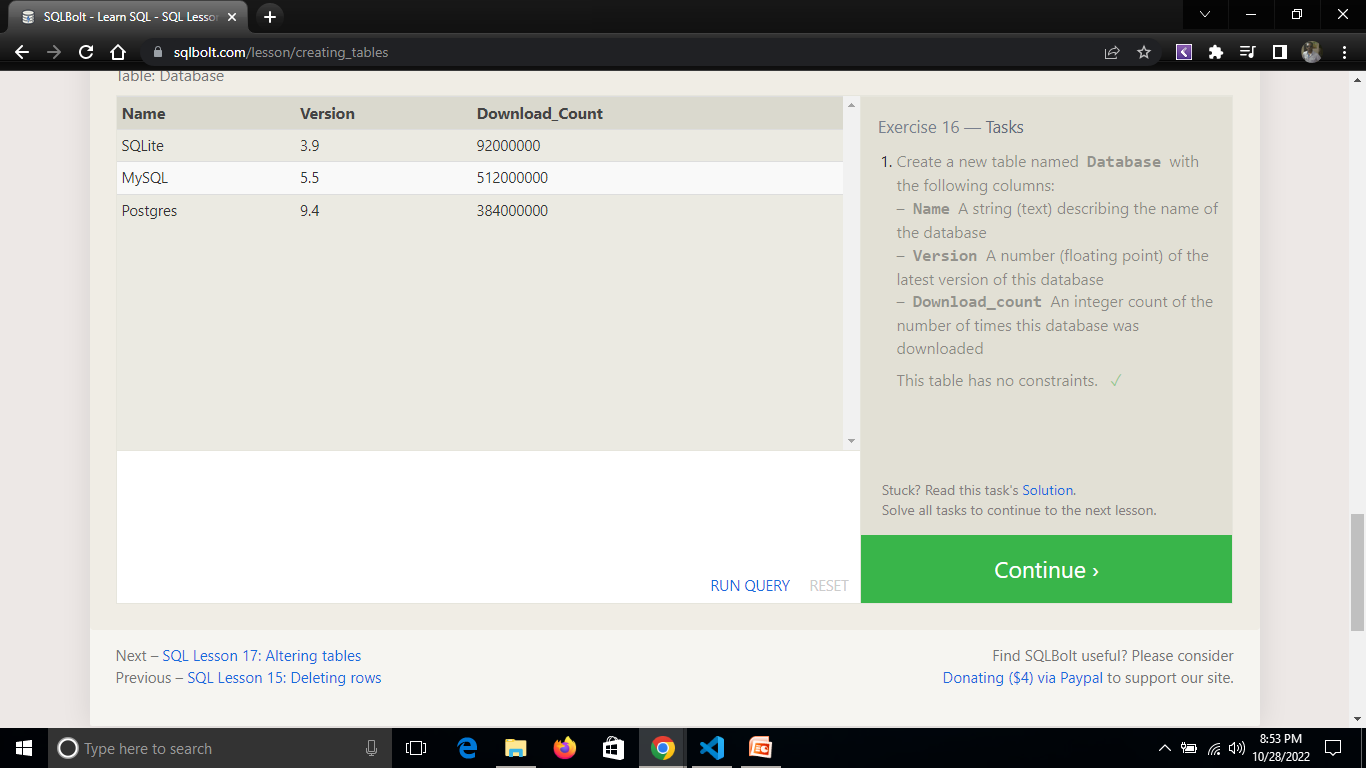 SQLBolt - Learn SQL - SQL Lesson
sqlbolt.com/lesson/creating_tables
Table: Database
Name Version Download_Count
SQLite 3.9 92000000
MySQL 5.5 512000000
Postgres 9.4 384000000
RUN QUERY RESET
Exercise 16 — Tasks
1. Create a new table named Database with
the following columns:
– Name A string (text) describing the name of
the database
– Version A number (floating point) of the
latest version of this database
– Download_count An integer count of the
number of times this database was
downloaded
This table has no constraints. ✓
Stuck? Read this task's Solution.
Solve all tasks to continue to the next lesson.
Continue ›
Next – SQL Lesson 17: Altering tables
Previous – SQL Lesson 15: Deleting rows
Find SQLBolt useful? Please consider
Donating ($4) via Paypal to support our site.
Type here to search
8:53 PM
10/28/2022